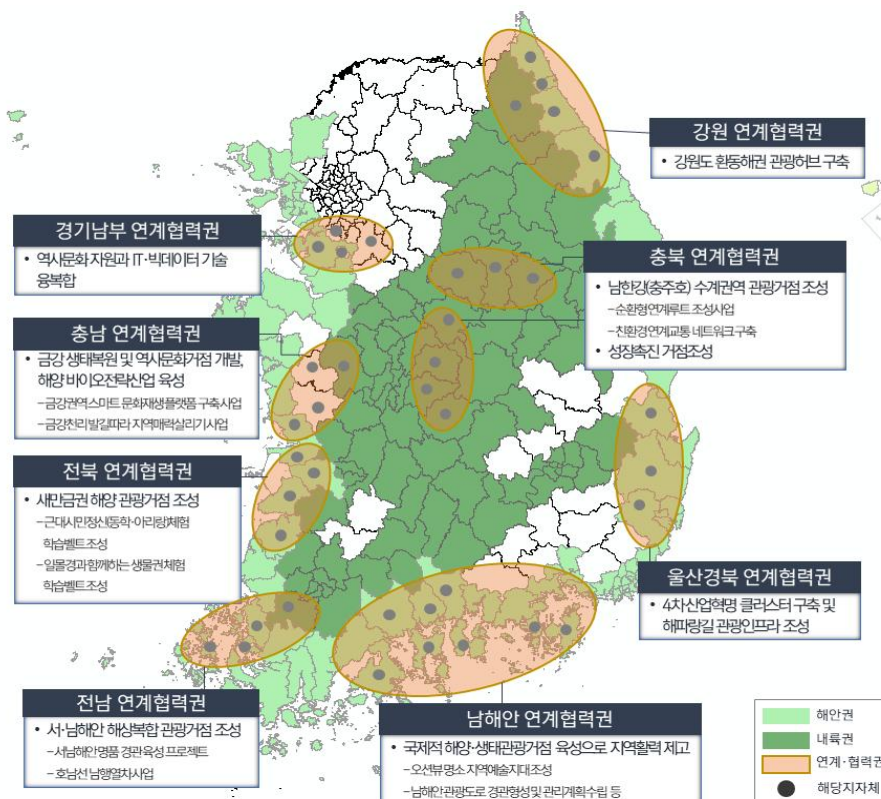 강원 연계협력권
• 강원도 환동해권 관광허브 구축
경기남부 연계협력권
• 역사문화 자원과 IT·빅데이터 기술
융복합
충북 연계협력권
• 남한강(충주호) 수계권역 관광거점 조성
–순환형연계루트 조성사업
–친환경연계교통 네트워크구축
• 성장촉진 거점조성
충남 연계협력권
• 금강 생태복원 및 역사문화거점 개발,
해양 바이오전략산업 육성
–금강권역스마트 문화재생플랫폼 구축사업
–금강천리 발길따라 지역매력살리기사업
전북 연계협력권
• 새만금권 해양 관광거점 조성
–근대시민정신(동학·아리랑)체험
학습벨트조성
–일몰경과 함께하는 생물권체험
학습벨트조성
울산경북 연계협력권
• 4차산업혁명 클러스터 구축 및
해파랑길 관광인프라 조성
전남 연계협력권
• 서·남해안 해상복합 관광거점 조성
–서남해안명품 경관육성 프로젝트
–호남선 남행열차사업
남해안 연계협력권
• 국제적 해양·생태관광거점 육성으로 지역활력 제고
–오션뷰명소 지역예술지대조성
–남해안관광도로 경관형성및 관리계획수립 등
해안권
내륙권
연계·협력권
해당지자체